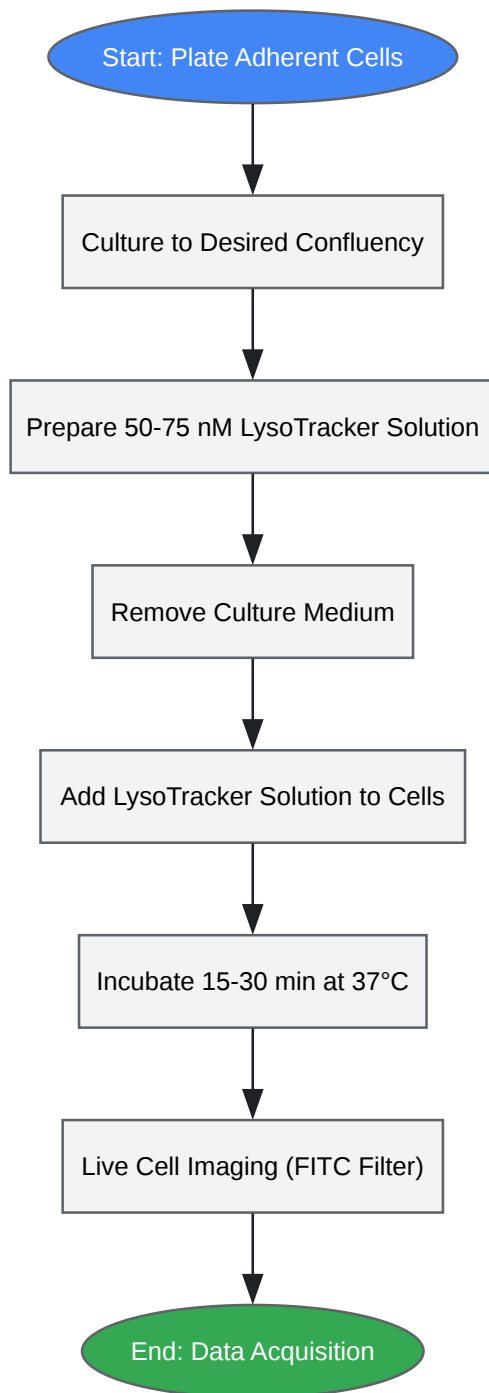 Start: Plate Adherent Cells
Culture to Desired Confluency
Prepare 50-75 nM LysoTracker Solution
Remove Culture Medium
Add LysoTracker Solution to Cells
Incubate 15-30 min at 37°C
Live Cell Imaging (FITC Filter)
End: Data Acquisition